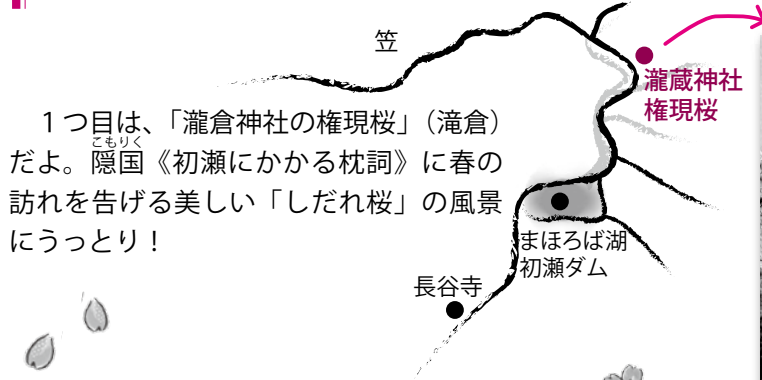 笠
瀧蔵神社
権現桜
1つ目は、「瀧倉神社の権現桜」（滝倉）
こもりく
だよ。隠国《初瀬にかかる枕詞》に春の
訪れを告げる美しい「しだれ桜」の風景
にうっとり！
まほろば湖
初瀬ダム
長谷寺